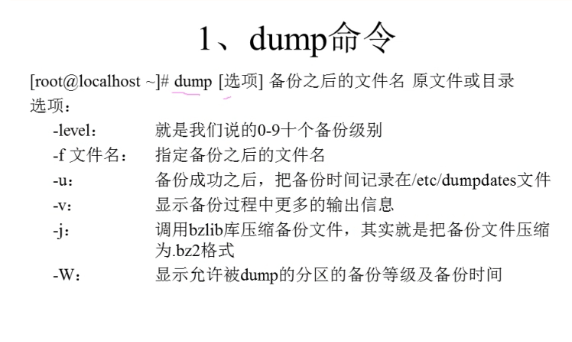 1、dump命令
[root@localhost ~]# dump [选项] 备份之后的文件名 原文件或目录
选项：
-level： 就是我们说的0-9十个备份级别
-f 文件名： 指定备份之后的文件名
-u： 备份成功之后，把备份时间记录在/etc/dumpdates文件
-v： 显示备份过程中更多的输出信息
-j： 调用bzlib库压缩备份文件，其实就是把备份文件压缩
为.bz2格式
-W： 显示允许被dump的分区的备份等级及备份时间